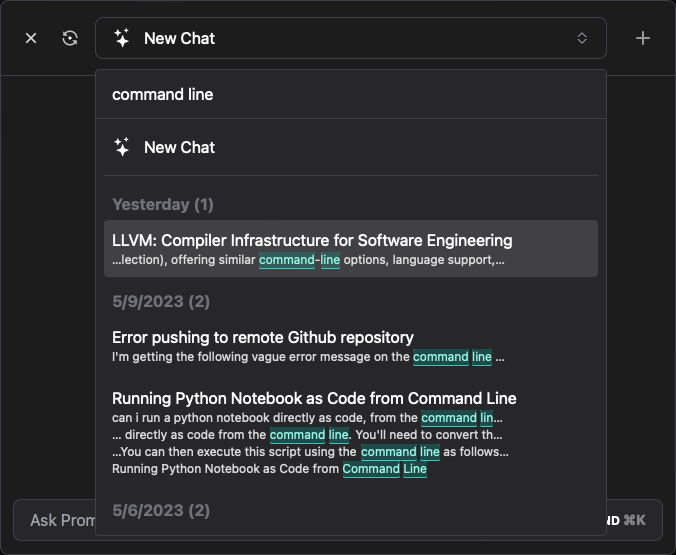 New Chat
command line
New Chat
Yesterday (1)
LLVM: Compiler Infrastructure for Software Engineering
...lection), offering similar command-line options, language support,...
5/9/2023 (2)
Error pushing to remote Github repository
I'm getting the following vague error message on the command line ...
Running Python Notebook as Code from Command Line
can i run a python notebook directly as code, from the command lin...
... directly as code from the command line. You'll need to convert th...
...You can then execute this script using the command line as follows...
Running Python Notebook as Code from Command Line
5/6/2023 (2)
Ask Prom ND ⌘K